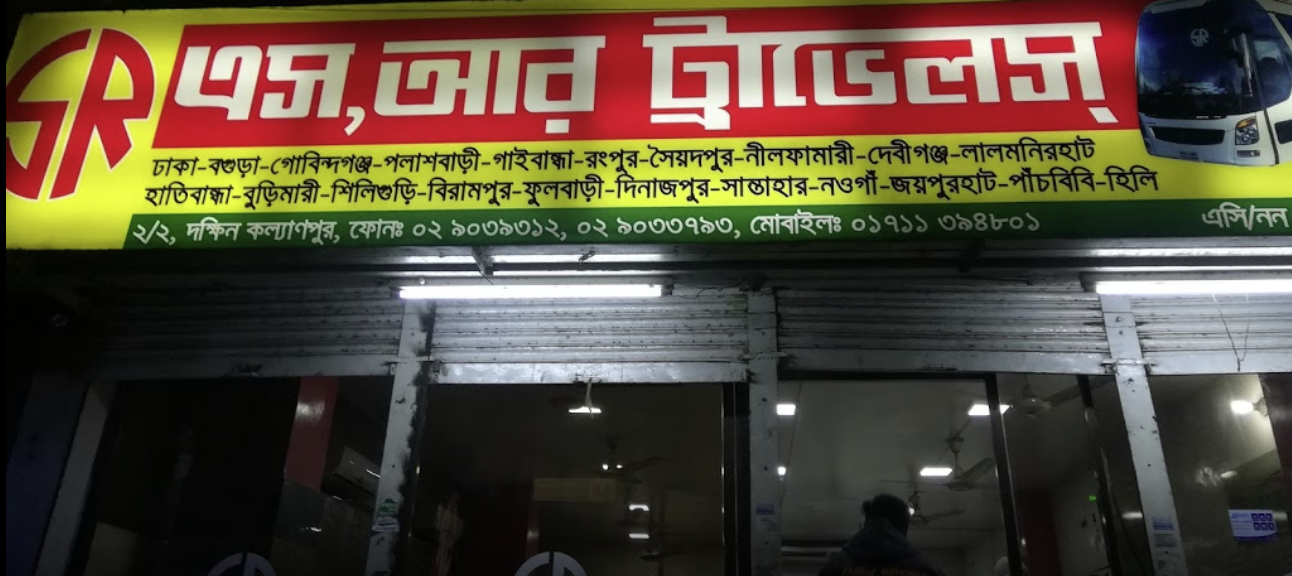 SR এস,আর ট্রাভেলস্
ঢাকা-বগুড়া-গোবিন্দগঞ্জ-পলাশবাড়ী-গাইবান্ধা-রংপুর-সৈয়দপুর-নীলফামারী-দেবীগঞ্জ-লালমনিরহাট
হাতিবান্ধা-বুড়িমারী-শিলিগুড়ি-বিরামপুর-ফুলবাড়ী-দিনাজপুর-সান্তাহার-নওগাঁ-জয়পুরহাট-পাঁচবিবি-হিলি
২/২, দক্ষিন কল্যাণপুর, ফোনঃ ০২ ৯০৩৯৩১২, ০২ ৯০৩৩৭৯৩, মোবাইলঃ ০১৭১১ ৩৯৪৮০১ এসি/নন